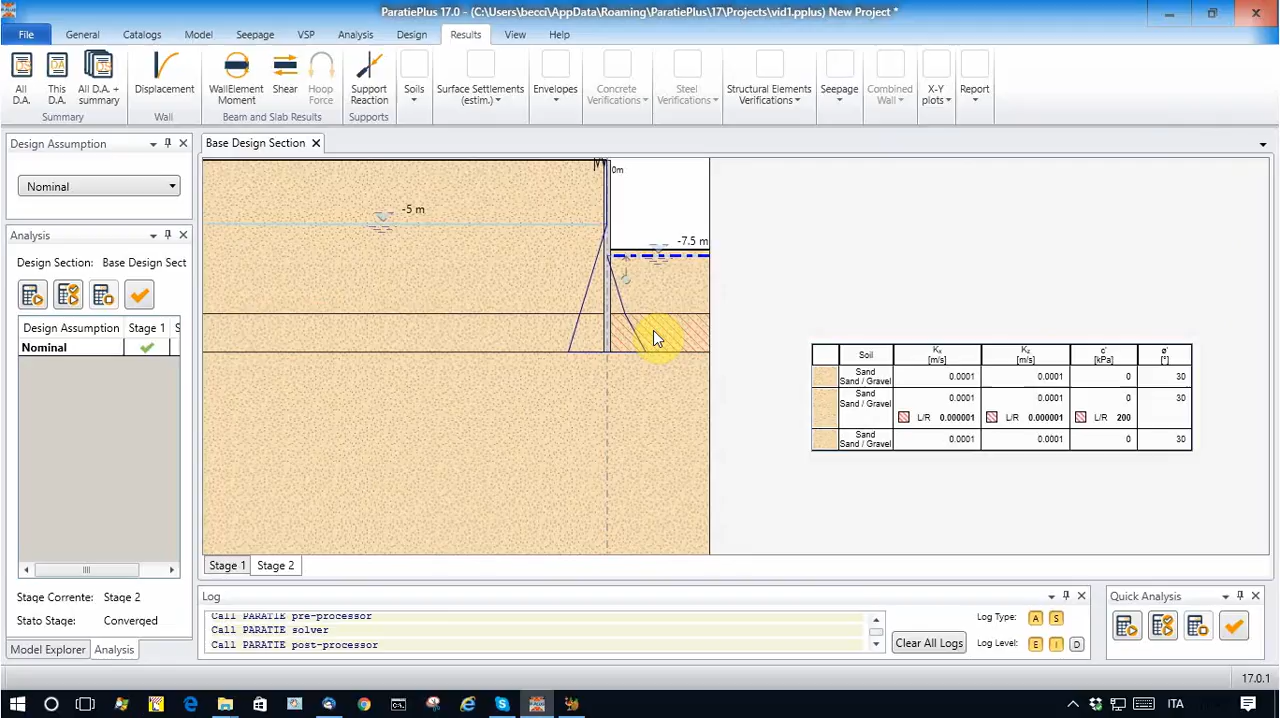 ParatiePlus 17.0 - (C:\Users\becci\AppData\Roaming\ParatiePlus\17\Projects\vid1.pplus) New Project *
File General Catalogs Model Seepage VSP Analysis Design Results View Help
All D.A.
This D.A.
All D.A. + summary
Displacement
WallElement Moment
Shear
Hoop Force
Support Reaction
Soils
Surface Settlements (estim.)
Envelopes
Concrete Verifications
Steel Verifications
Structural Elements Verifications
Seepage
Combined Wall
X-Y plots
Report
Summary Wall Beam and Slab Results Supports
Design Assumption
Nominal
Analysis
Design Section: Base Design Sect
Design Assumption Stage 1 S
Nominal
Stage Corrente: Stage 2
Stato Stage: Converged
Model Explorer Analysis
Base Design Section
0m
-5 m
-7.5 m
Soil Kx [m/s] Kz [m/s] c' [kPa] ø' [°]
Sand Sand / Gravel 0.0001 0.0001 0 30
Sand Sand / Gravel 0.0001 0.0001 0 30
L/R 0.000001 L/R 0.000001 L/R 200
Sand Sand / Gravel 0.0001 0.0001 0 30
Stage 1 Stage 2
Log
Call PARATIE pre-processor
Call PARATIE solver
Call PARATIE post-processor
Clear All Logs
Log Type: A S
Log Level: E I D
Quick Analysis
17.0.1
ITA